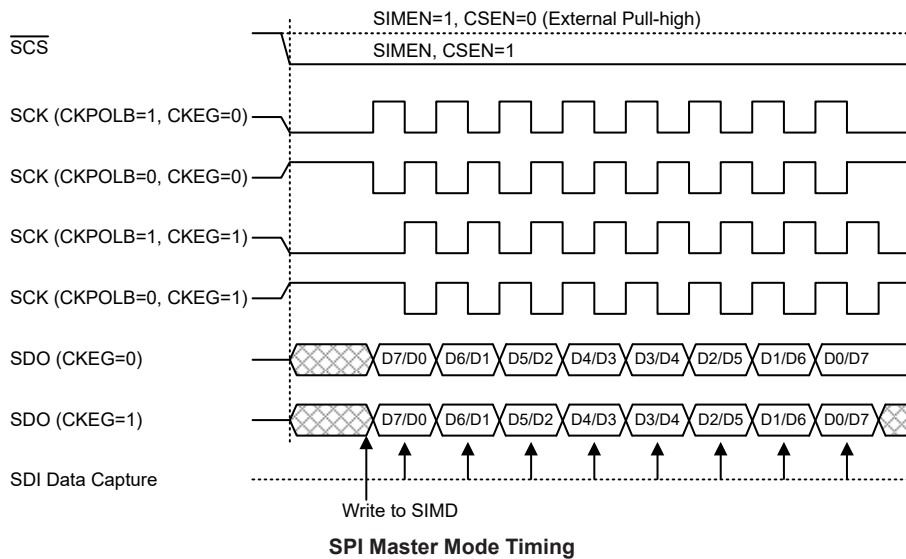 SIMEN=1, CSEN=0 (External Pull-high)
SCS
SIMEN, CSEN=1
SCK (CKPOLB=1, CKEG=0)
SCK (CKPOLB=0, CKEG=0)
SCK (CKPOLB=1, CKEG=1)
SCK (CKPOLB=0, CKEG=1)
SDO (CKEG=0) D7/D0 D6/D1 D5/D2 D4/D3 D3/D4 D2/D5 D1/D6 D0/D7
SDO (CKEG=1) D7/D0 D6/D1 D5/D2 D4/D3 D3/D4 D2/D5 D1/D6 D0/D7
SDI Data Capture
Write to SIMD
SPI Master Mode Timing